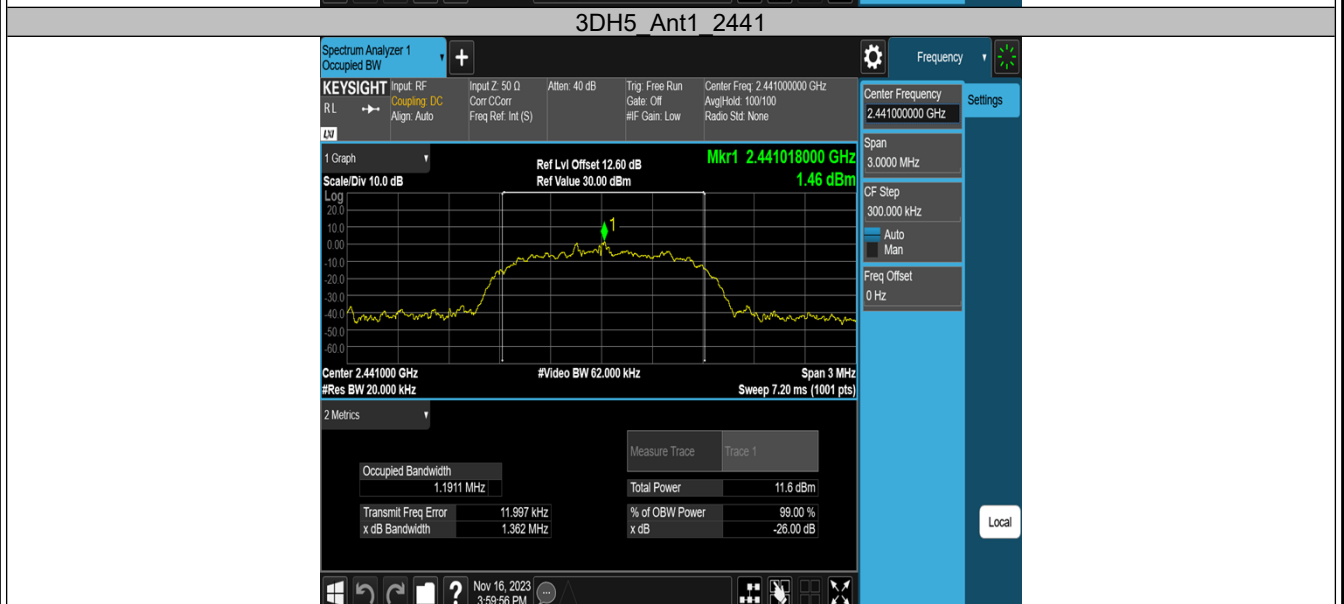 3DH5_Ant1_2441
Spectrum Analyzer 1
Occupied BW
+
Frequency
KEYSIGHT
RL
LXI
Input: RF
Coupling: DC
Align: Auto
Input Z: 50 Ω
Corr CCorr
Freq Ref: Int (S)
Atten: 40 dB
Trig: Free Run
Gate: Off
#IF Gain: Low
Center Freq: 2.441000000 GHz
Avg|Hold: 100/100
Radio Std: None
Center Frequency
2.441000000 GHz
Settings
Span
3.0000 MHz
CF Step
300.000 kHz
Auto
Man
Freq Offset
0 Hz
1 Graph
Ref Lvl Offset 12.60 dB
Mkr1 2.441018000 GHz
Scale/Div 10.0 dB
Ref Value 30.00 dBm
1.46 dBm
Log
20.0
10.0
0.00
-10.0
-20.0
-30.0
-40.0
-50.0
-60.0
1
Center 2.441000 GHz
#Video BW 62.000 kHz
Span 3 MHz
#Res BW 20.000 kHz
Sweep 7.20 ms (1001 pts)
2 Metrics
Measure Trace
Trace 1
Occupied Bandwidth
1.1911 MHz
Total Power
11.6 dBm
Transmit Freq Error
11.997 kHz
% of OBW Power
99.00 %
x dB Bandwidth
1.362 MHz
x dB
-26.00 dB
Local
?
Nov 16, 2023
3:59:56 PM